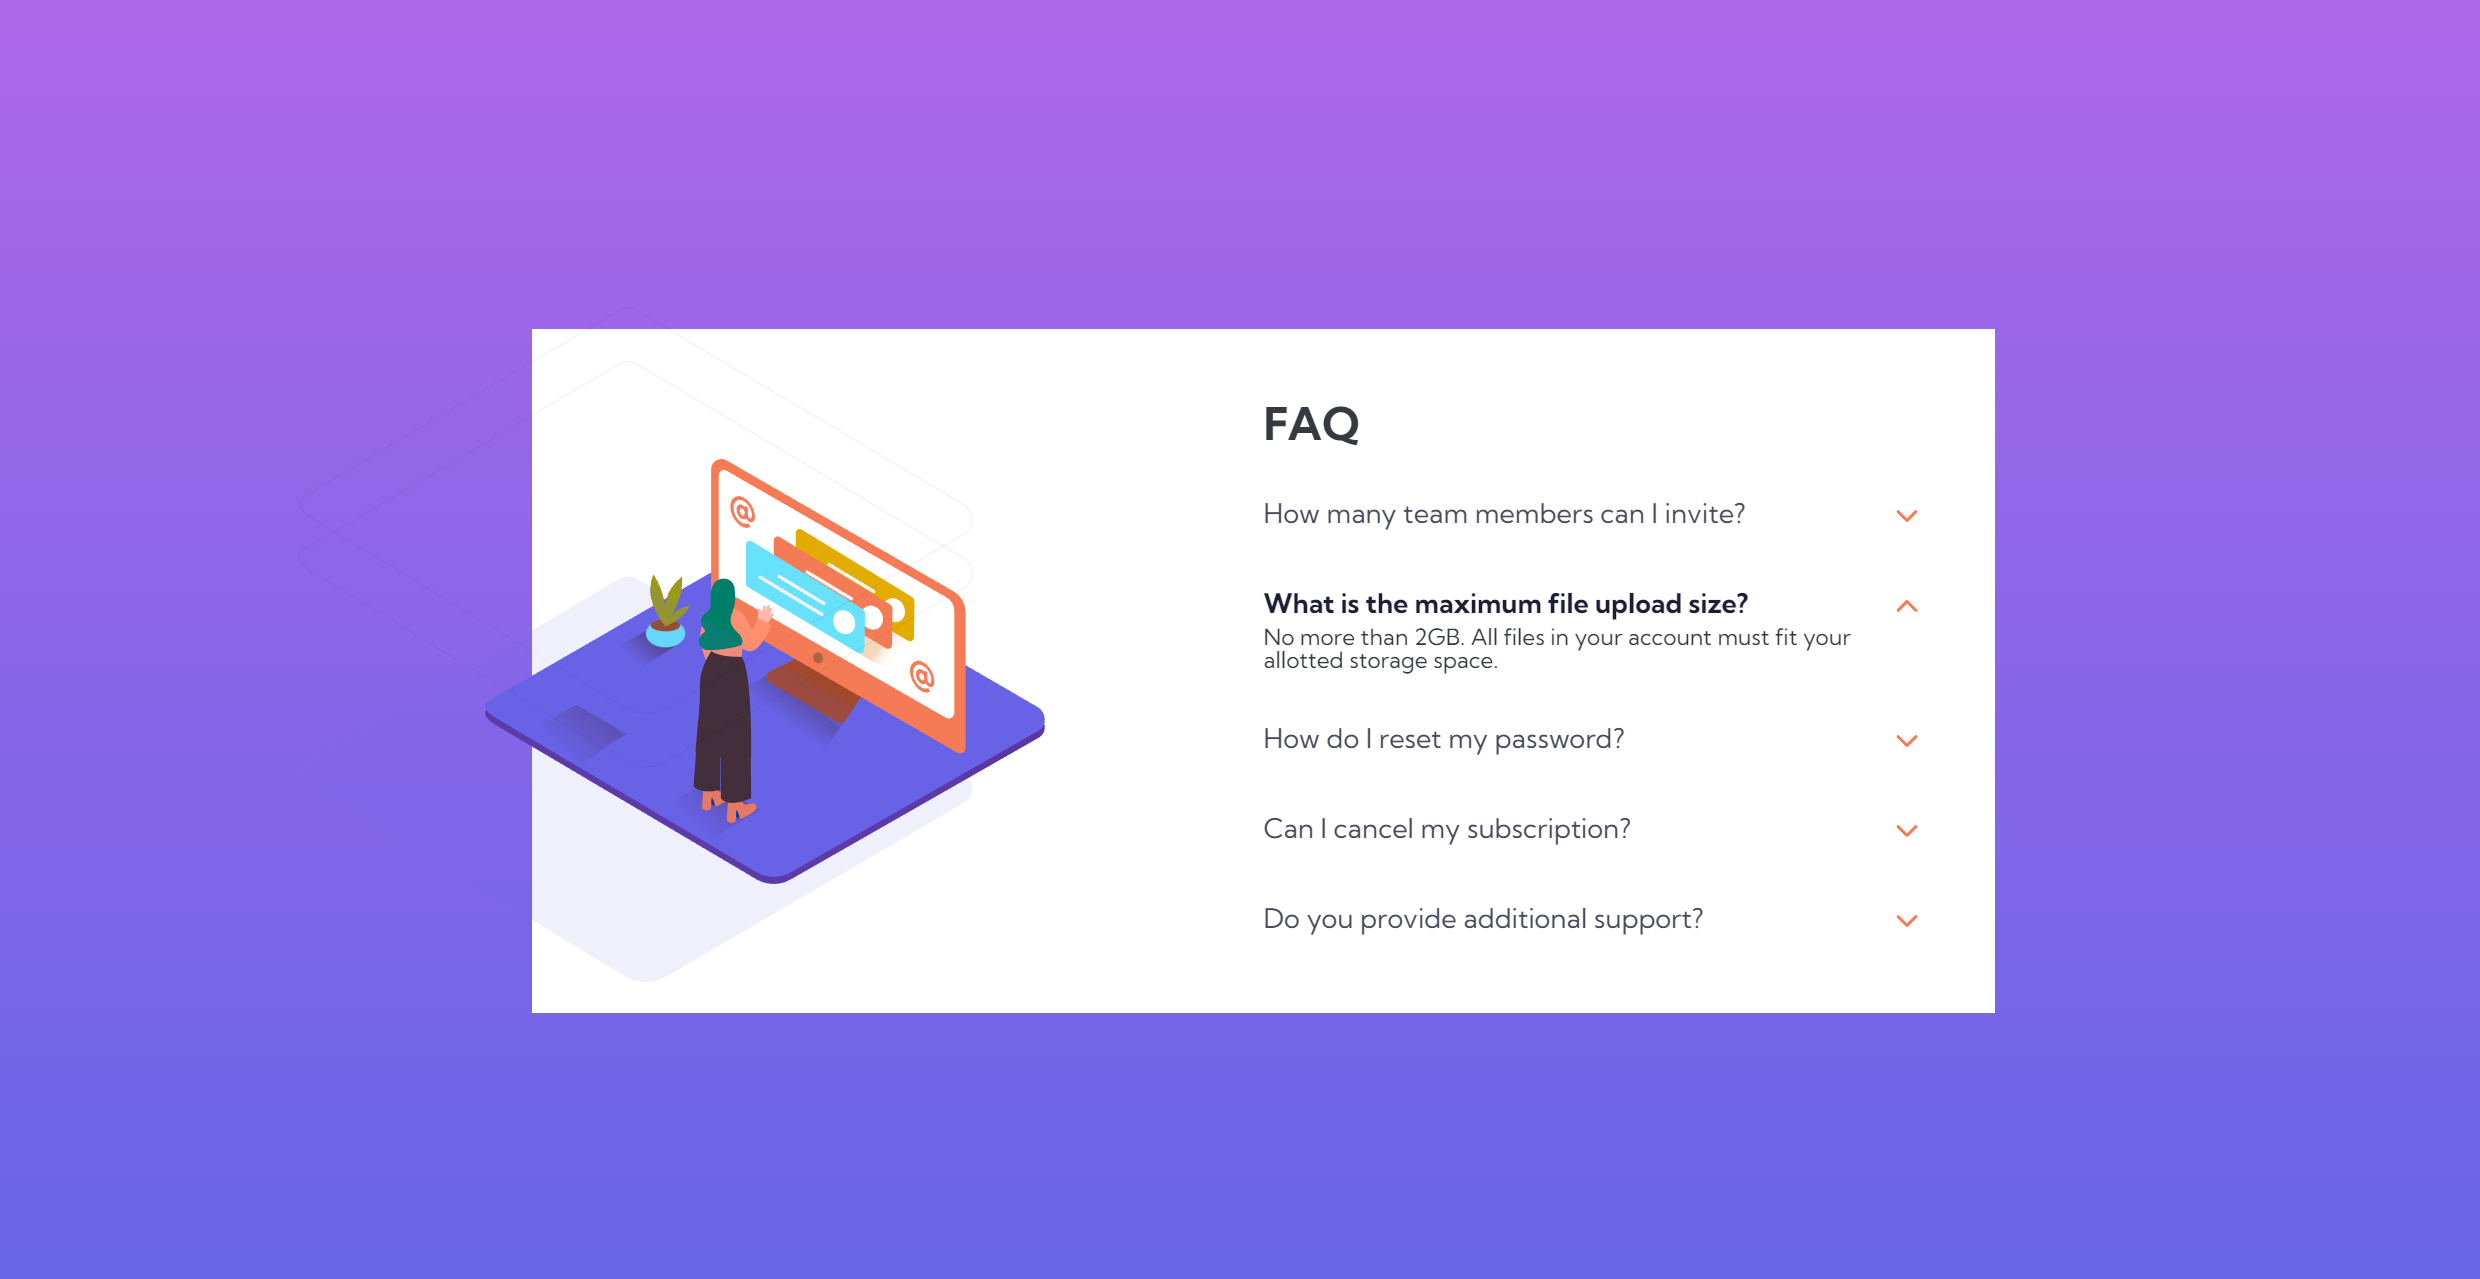 FAQ
How many team members can I invite?
What is the maximum file upload size?
No more than 2GB. All files in your account must fit your
allotted storage space.
How do I reset my password?
Can I cancel my subscription?
Do you provide additional support?
@
@